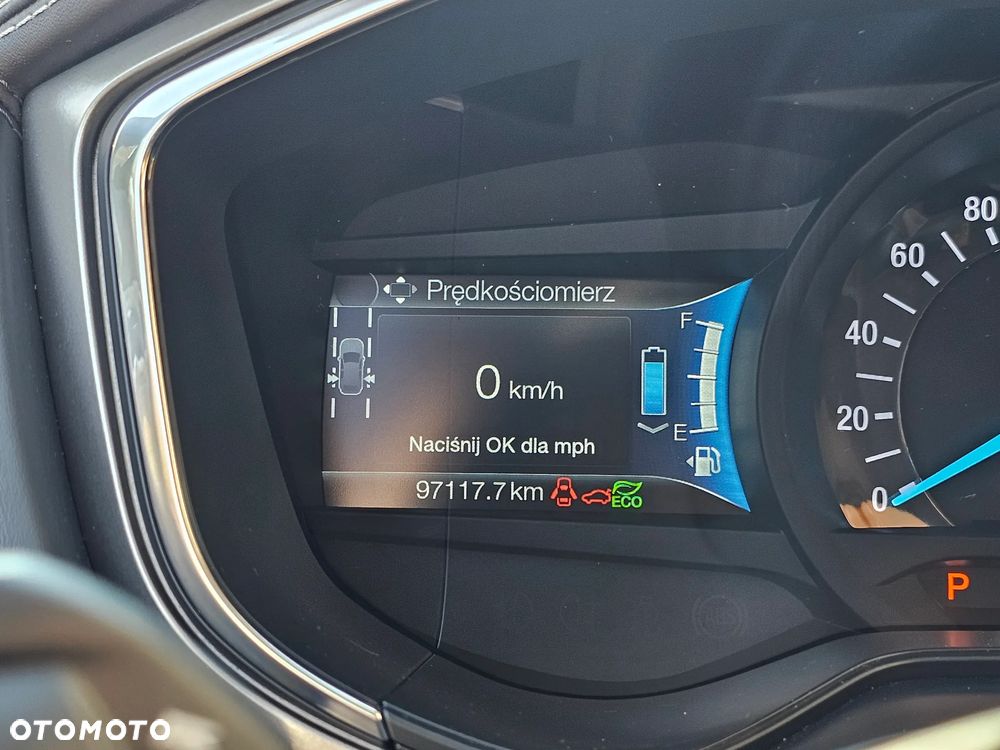 Prędkościomierz
F
0 km/h
E
Naciśnij OK dla mph
97117.7 km
ECO
80
60
40
20
0
P
OTOMOTO